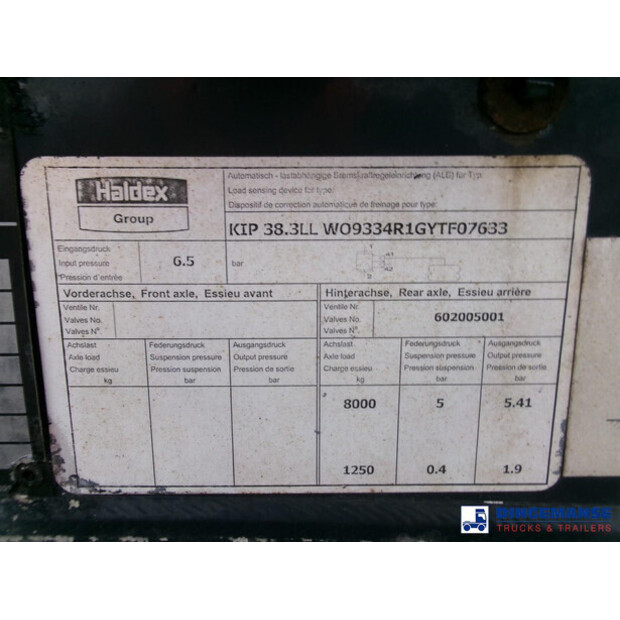 Haldex
Group
Automatisch - lastabhängige Bremskraftregeleinrichtung (ALB) für Typ:
Load sensing device for type:
Dispositif de correction automatique de freinage pour type:
KIP 38.3LL WO9334R1GYTF07633
Eingangsdruck
Input pressure
Pression d'entrée
6.5
bar
Vorderachse, Front axle, Essieu avant
Hinterachse, Rear axle, Essieu arrière
Ventile Nr.
Valves No.
Valves N°.
Ventile Nr.
Valves No.
Valves N°.
602005001
Achslast
Axle load
Charge essieu
kg
Federungsdruck
Suspension pressure
Pression suspension
bar
Ausgangsdruck
Output pressure
Pression de sortie
bar
Achslast
Axle load
Charge essieu
kg
Federungsdruck
Suspension pressure
Pression suspension
bar
Ausgangsdruck
Output pressure
Pression de sortie
bar
8000 5 5.41
1250 0.4 1.9
TRUCKS & TRAILERS